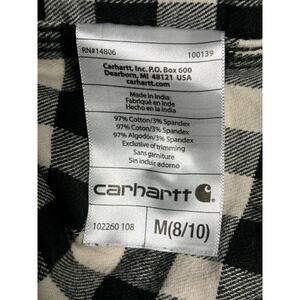 RN#14806 100139
Carhartt, Inc. P.O. Box 600
Dearborn, MI 48121 USA
carhartt.com
Made in India
Fabriqué en Inde
Hecho en la India
97% Cotton/3% Spandex
97% Coton/3% Spandex
97% Algodón/3% Spandex
Exclusive of trimming
Sans garniture
Sin incluir adorno
carhartt
102260 108 M(8/10)